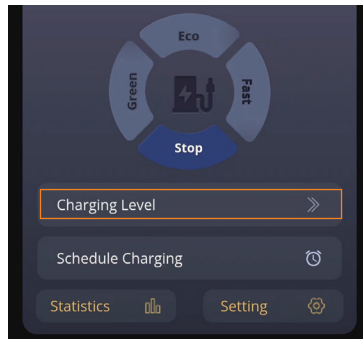 Eco
Green
Fast
Stop
Charging Level
Schedule Charging
Statistics
Setting